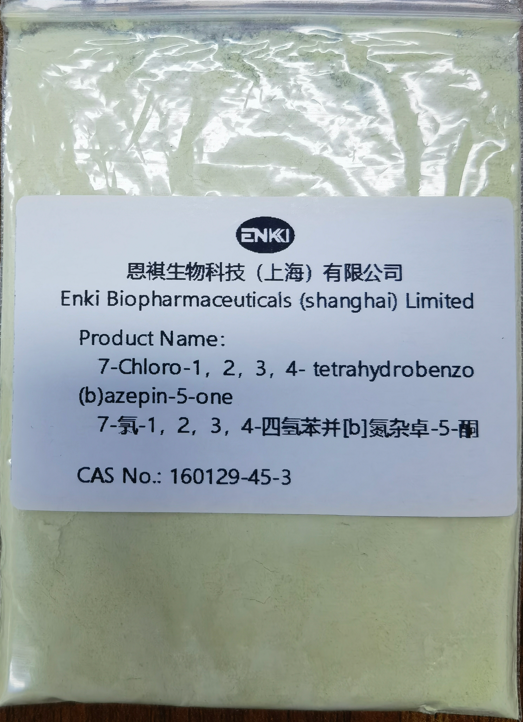 ENKI
恩祺生物科技（上海）有限公司
Enki Biopharmaceuticals (shanghai) Limited
Product Name:
7-Chloro-1，2，3，4- tetrahydrobenzo
(b)azepin-5-one
7-氯-1，2，3，4-四氢苯并[b]氮杂卓-5-酮
CAS No.: 160129-45-3